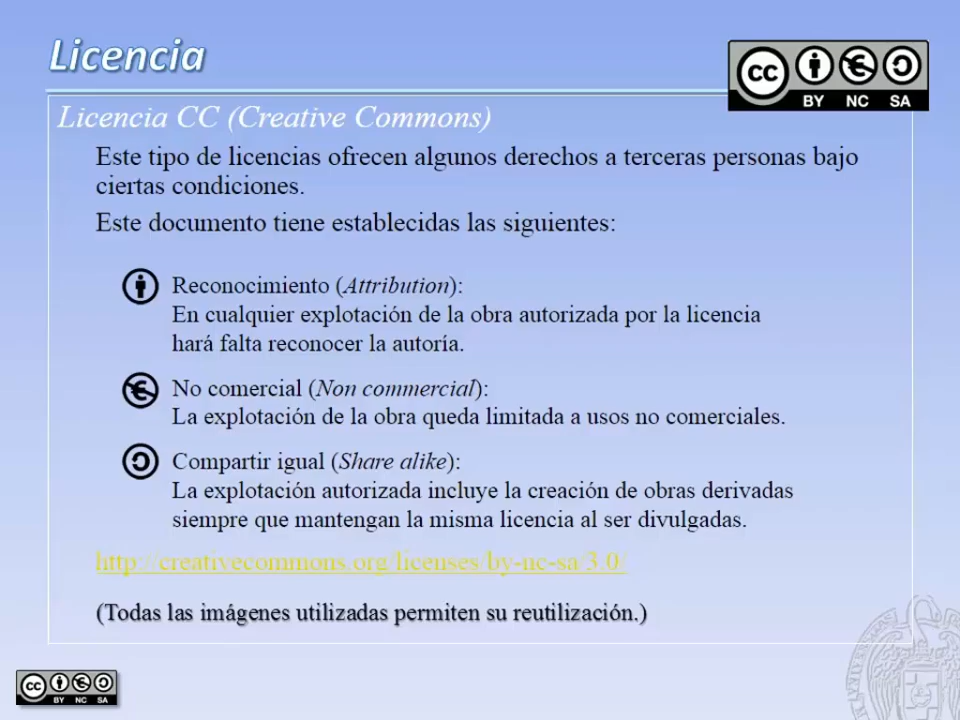 Licencia
cc
BY NC SA
Licencia CC (Creative Commons)
Este tipo de licencias ofrecen algunos derechos a terceras personas bajo
ciertas condiciones.
Este documento tiene establecidas las siguientes:
Reconocimiento (Attribution):
En cualquier explotación de la obra autorizada por la licencia
hará falta reconocer la autoría.
No comercial (Non commercial):
La explotación de la obra queda limitada a usos no comerciales.
Compartir igual (Share alike):
La explotación autorizada incluye la creación de obras derivadas
siempre que mantengan la misma licencia al ser divulgadas.
http://creativecommons.org/licenses/by-nc-sa/3.0/
(Todas las imágenes utilizadas permiten su reutilización.)
cc
BY NC SA